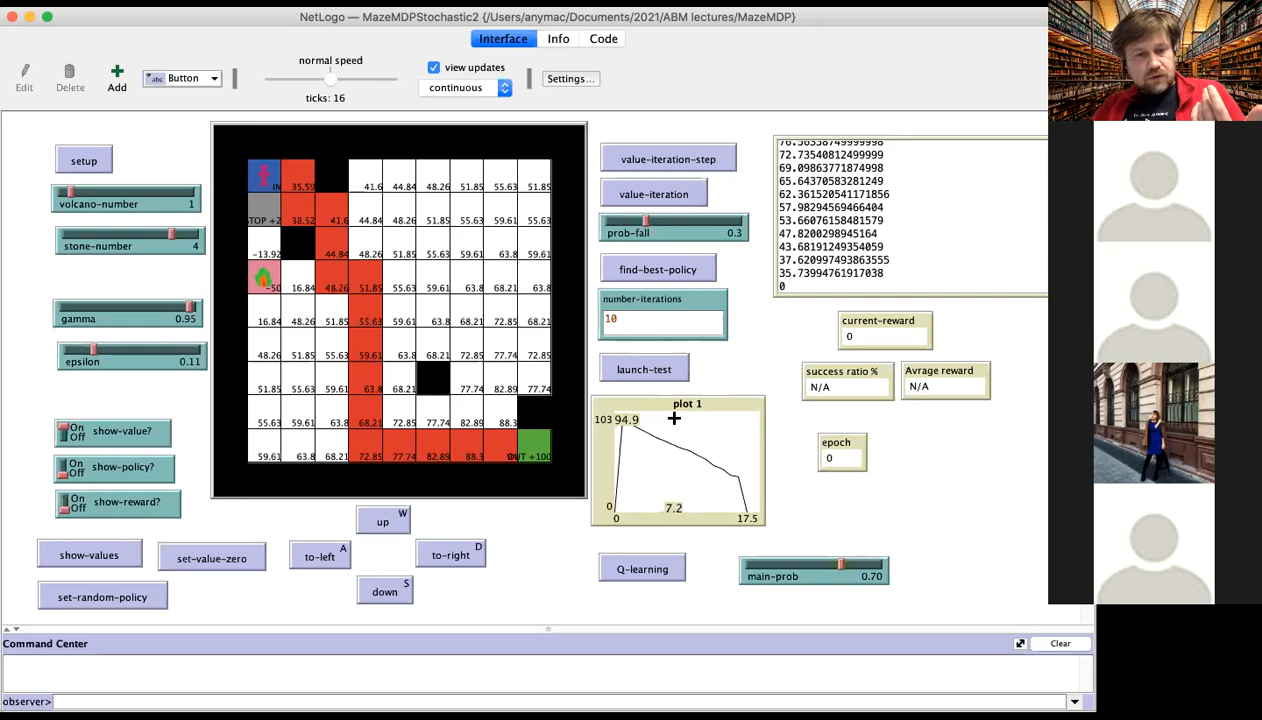 NetLogo — MazeMDPStochastic2 {/Users/anymac/Documents/2021/ABM lectures/MazeMDP}
Interface Info Code
Edit Delete Add
abc Button
normal speed
ticks: 16
view updates
continuous
Settings...
setup
volcano-number 1
stone-number 4
gamma 0.95
epsilon 0.11
On
Off show-value?
On
Off show-policy?
On
Off show-reward?
show-values
set-value-zero
set-random-policy
IN 35.59 41.6 44.84 48.26 51.85 55.63 51.85
TOP +2 38.52 41.6 44.84 48.26 51.85 55.63 59.61 55.63
-13.92 44.84 48.26 51.85 55.63 59.61 63.8 59.61
-50 16.84 48.26 51.85 55.63 59.61 63.8 68.21 63.8
16.84 48.26 51.85 55.63 59.61 63.8 68.21 72.85 68.21
48.26 51.85 55.63 59.61 63.8 68.21 72.85 77.74 72.85
51.85 55.63 59.61 63.8 68.21 77.74 82.89 77.74
55.63 59.61 63.8 68.21 72.85 77.74 82.89 88.3
59.61 63.8 68.21 72.85 77.74 82.89 88.3 OUT +100
up W
to-left A
to-right D
down S
value-iteration-step
value-iteration
prob-fall 0.3
find-best-policy
number-iterations
10
launch-test
plot 1
103 94.9
0
0 7.2 17.5
Q-learning
main-prob 0.70
72.73540812499999
69.09863771874998
65.64370583281249
62.361520541171856
57.98294569466404
53.66076158481579
47.8200298945164
43.68191249354059
37.620997493863555
35.73994761917038
0
current-reward
0
success ratio %
N/A
Avrage reward
N/A
epoch
0
Command Center
Clear
observer>